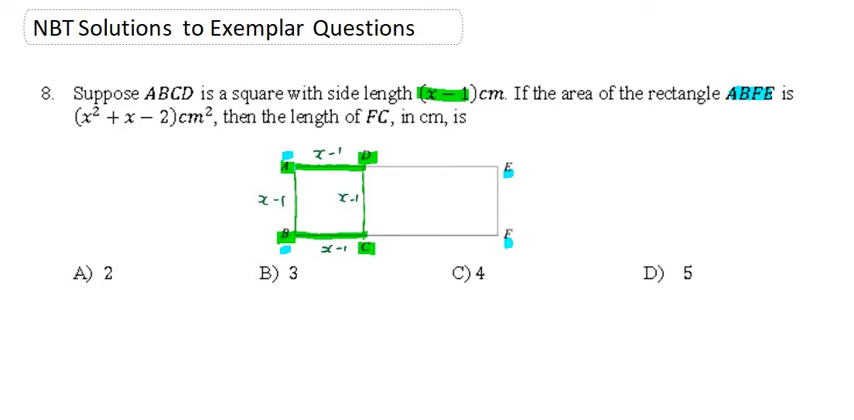 NBT Solutions to Exemplar Questions
8. Suppose ABCD is a square with side length (x − 1)cm. If the area of the rectangle ABFE is
(x² + x − 2)cm², then the length of FC, in cm, is
x-1
A D E
x-1 x-1
B C F
x-1
A) 2 B) 3 C) 4 D) 5